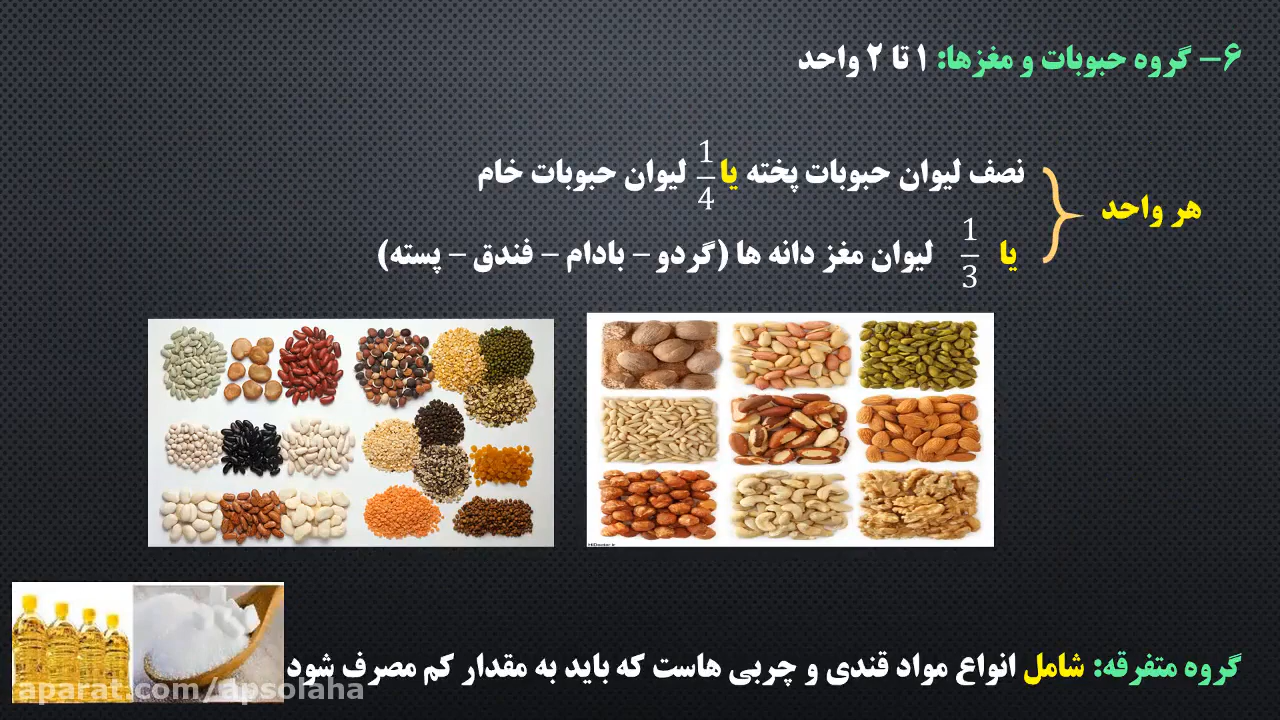 ۶- گروه حبوبات و مغزها: ۱ تا ۲ واحد
هر واحد
نصف لیوان حبوبات پخته یا 1/4 لیوان حبوبات خام
یا 1/3 لیوان مغز دانه ها (گردو – بادام – فندق – پسته)
گروه متفرقه: شامل انواع مواد قندی و چربی هاست که باید به مقدار کم مصرف شود
aparat.com/apsolaha